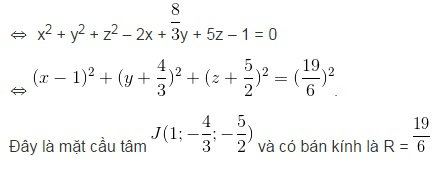 ⇔ x² + y² + z² – 2x + 8/3 y + 5z – 1 = 0
⇔ (x − 1)² + (y + 4/3)² + (z + 5/2)² = (19/6)² .
Đây là mặt cầu tâm J(1; −4/3; −5/2) và có bán kính là R = 19/6